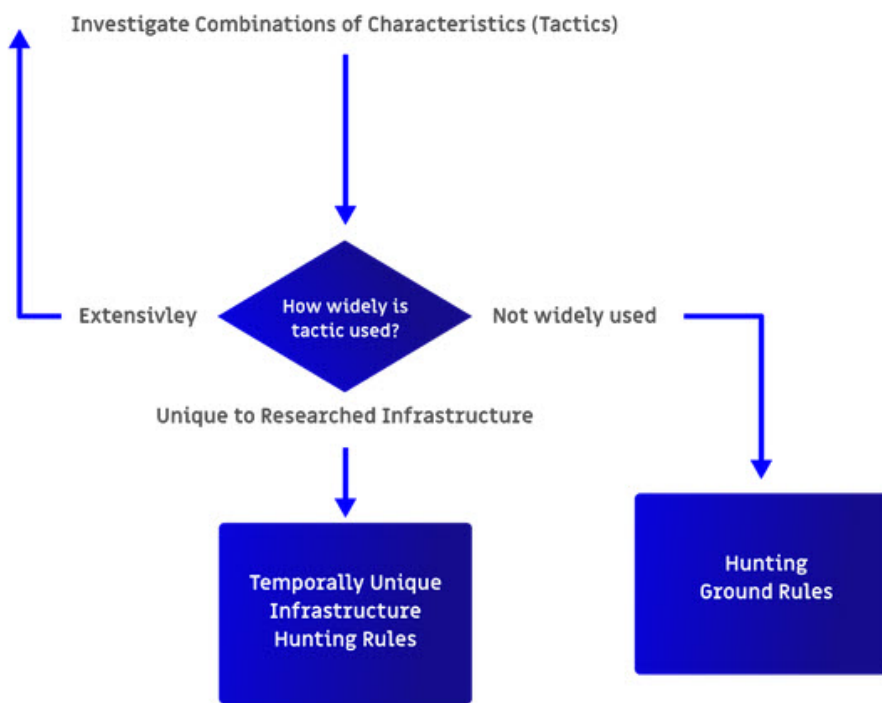 Investigate Combinations of Characteristics (Tactics)
How widely is
tactic used?
Extensivley
Not widely used
Unique to Researched Infrastructure
Temporally Unique
Infrastructure
Hunting Rules
Hunting
Ground Rules